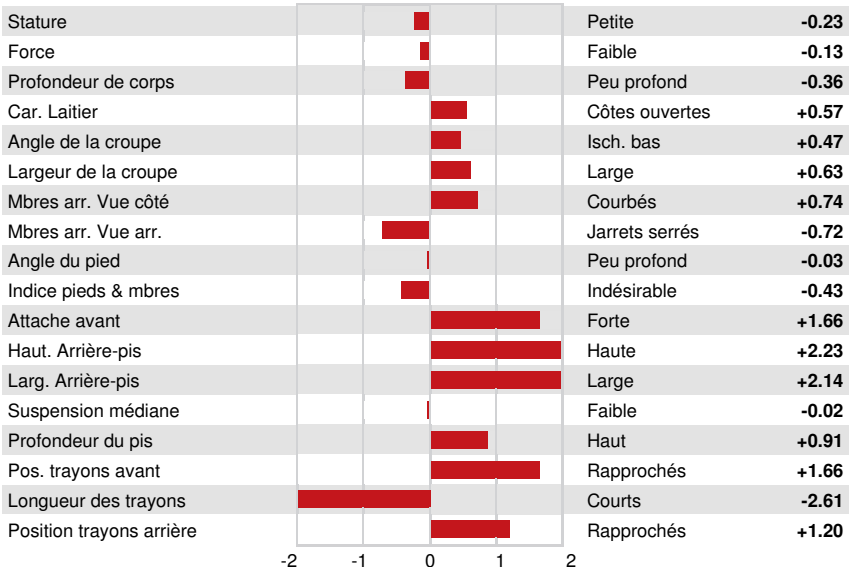 Stature Petite -0.23
Force Faible -0.13
Profondeur de corps Peu profond -0.36
Car. Laitier Côtes ouvertes +0.57
Angle de la croupe Isch. bas +0.47
Largeur de la croupe Large +0.63
Mbres arr. Vue côté Courbés +0.74
Mbres arr. Vue arr. Jarrets serrés -0.72
Angle du pied Peu profond -0.03
Indice pieds & mbres Indésirable -0.43
Attache avant Forte +1.66
Haut. Arrière-pis Haute +2.23
Larg. Arrière-pis Large +2.14
Suspension médiane Faible -0.02
Profondeur du pis Haut +0.91
Pos. trayons avant Rapprochés +1.66
Longueur des trayons Courts -2.61
Position trayons arrière Rapprochés +1.20
-2 -1 0 1 2